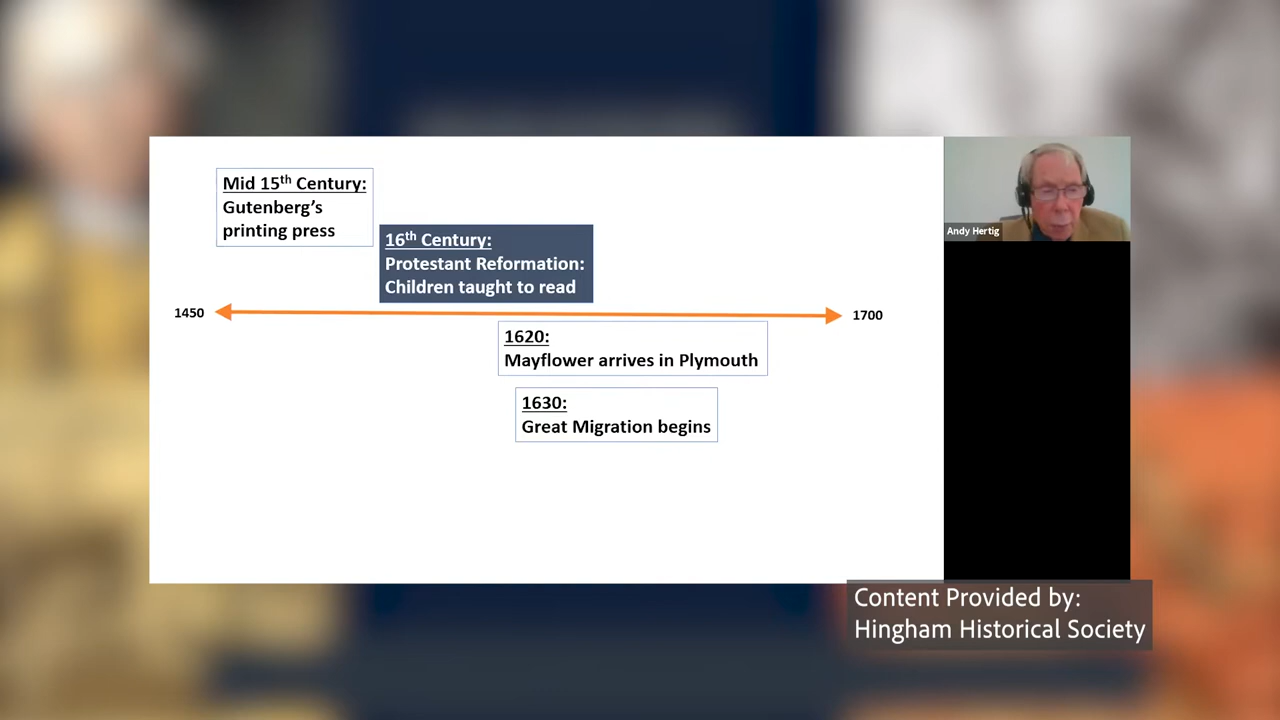 Mid 15th Century:
Gutenberg's
printing press
16th Century:
Protestant Reformation:
Children taught to read
1450
1700
1620:
Mayflower arrives in Plymouth
1630:
Great Migration begins
Andy Hertig
Content Provided by:
Hingham Historical Society